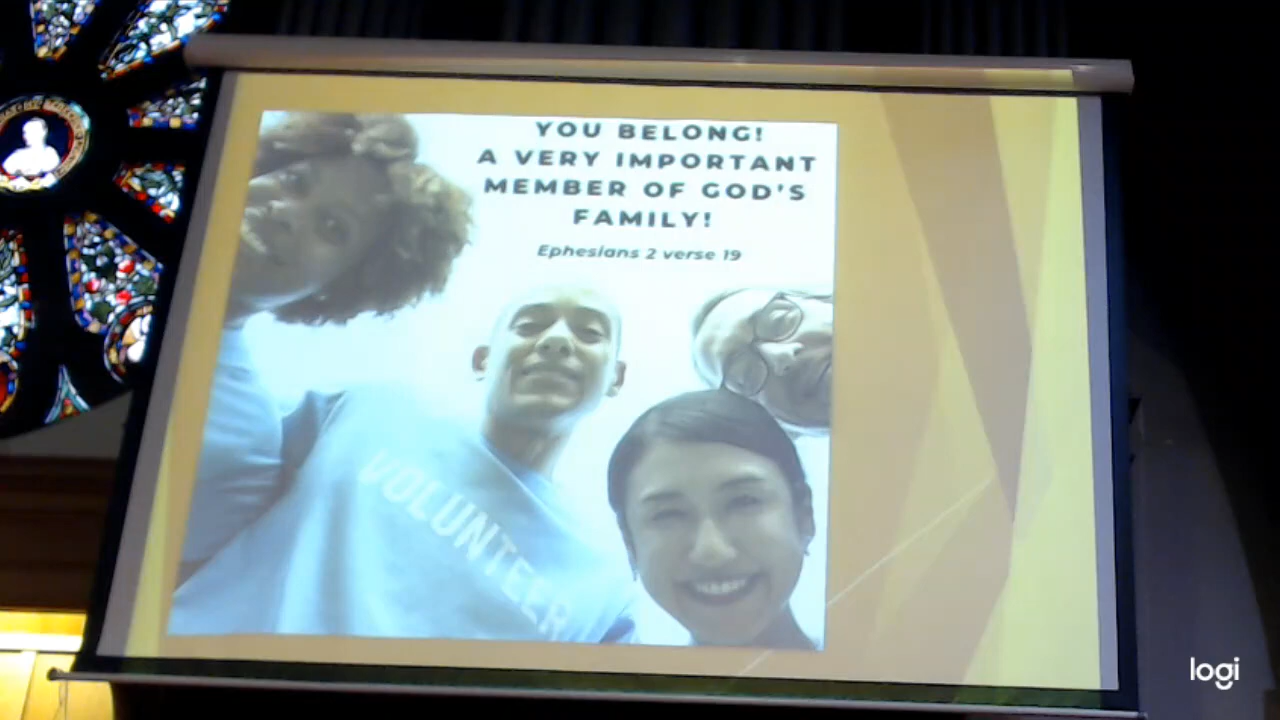 YOU BELONG!
A VERY IMPORTANT
MEMBER OF GOD'S
FAMILY!
Ephesians 2 verse 19
VOLUNTEER
logi